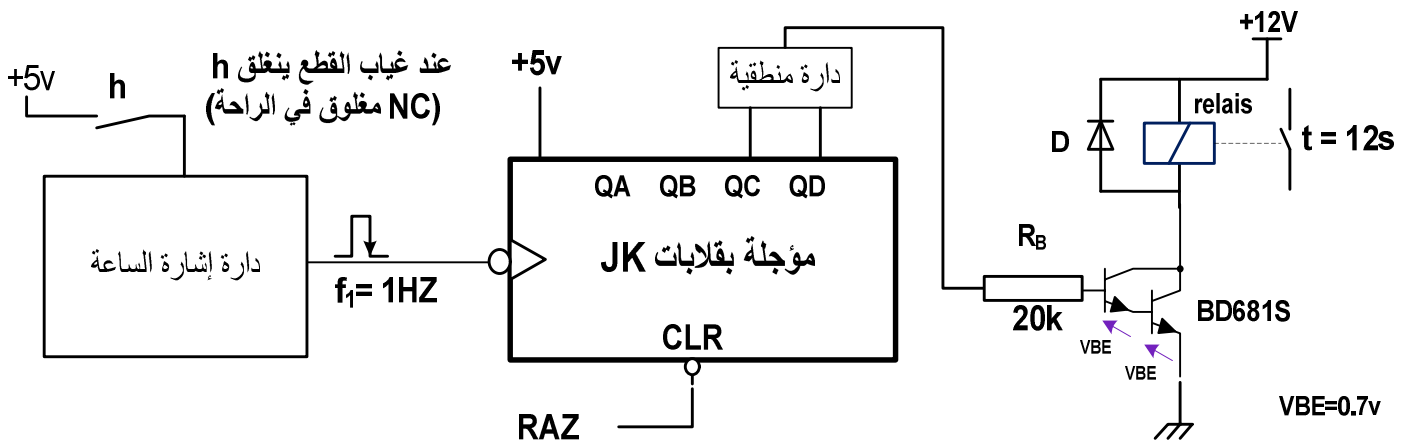 +12V
عند غياب القطع ينغلق h
(NC مغلوق في الراحة)
+5v
h
+5v
دارة منطقية
relais
D
t = 12s
QA QB QC QD
مؤجلة بقلابات JK
دارة إشارة الساعة
f1= 1HZ
RB
20k
BD681S
CLR
VBE
VBE
VBE=0.7v
RAZ